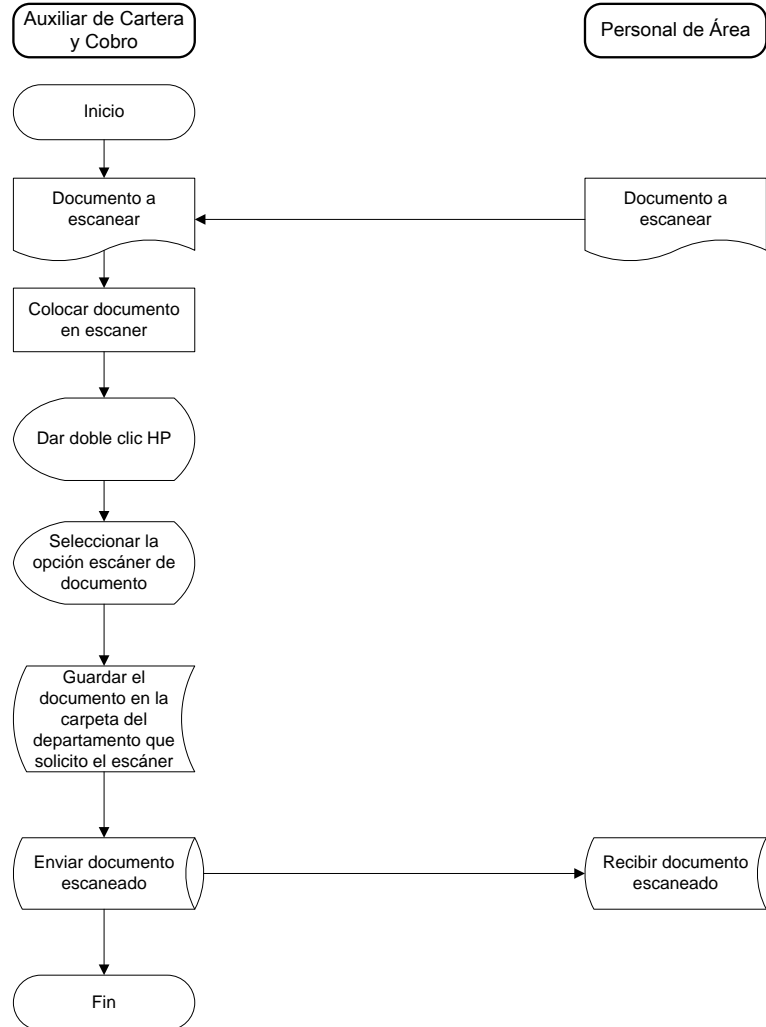 Auxiliar de Cartera
y Cobro
Personal de Área
Inicio
Documento a
escanear
Documento a
escanear
Colocar documento
en escaner
Dar doble clic HP
Seleccionar la
opción escáner de
documento
Guardar el
documento en la
carpeta del
departamento que
solicito el escáner
Enviar documento
escaneado
Recibir documento
escaneado
Fin